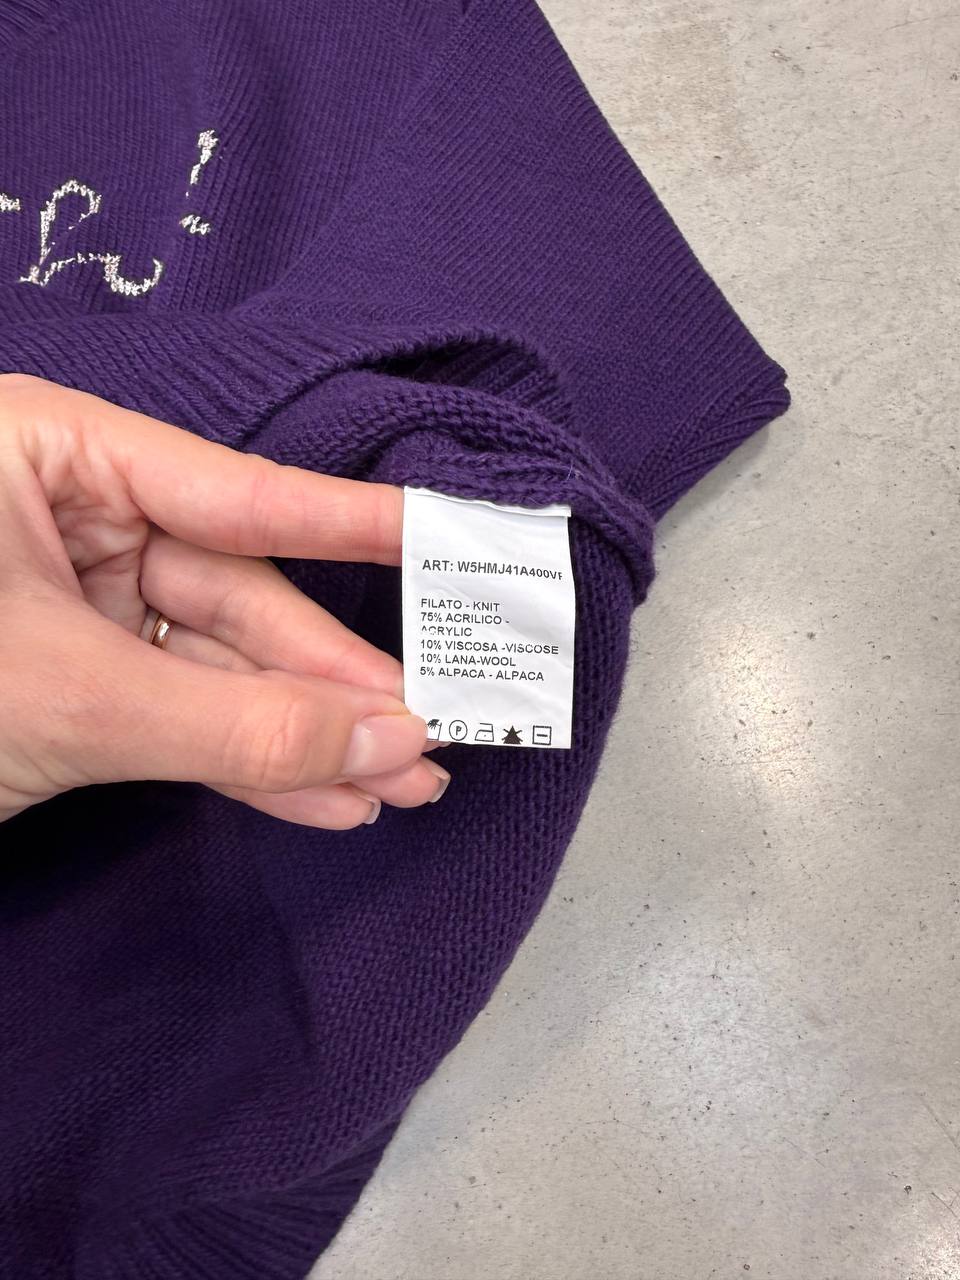 h!
ART: W5HMJ41A400VF
FILATO - KNIT
75% ACRILICO -
ACRYLIC
10% VISCOSA -VISCOSE
10% LANA-WOOL
5% ALPACA - ALPACA
P